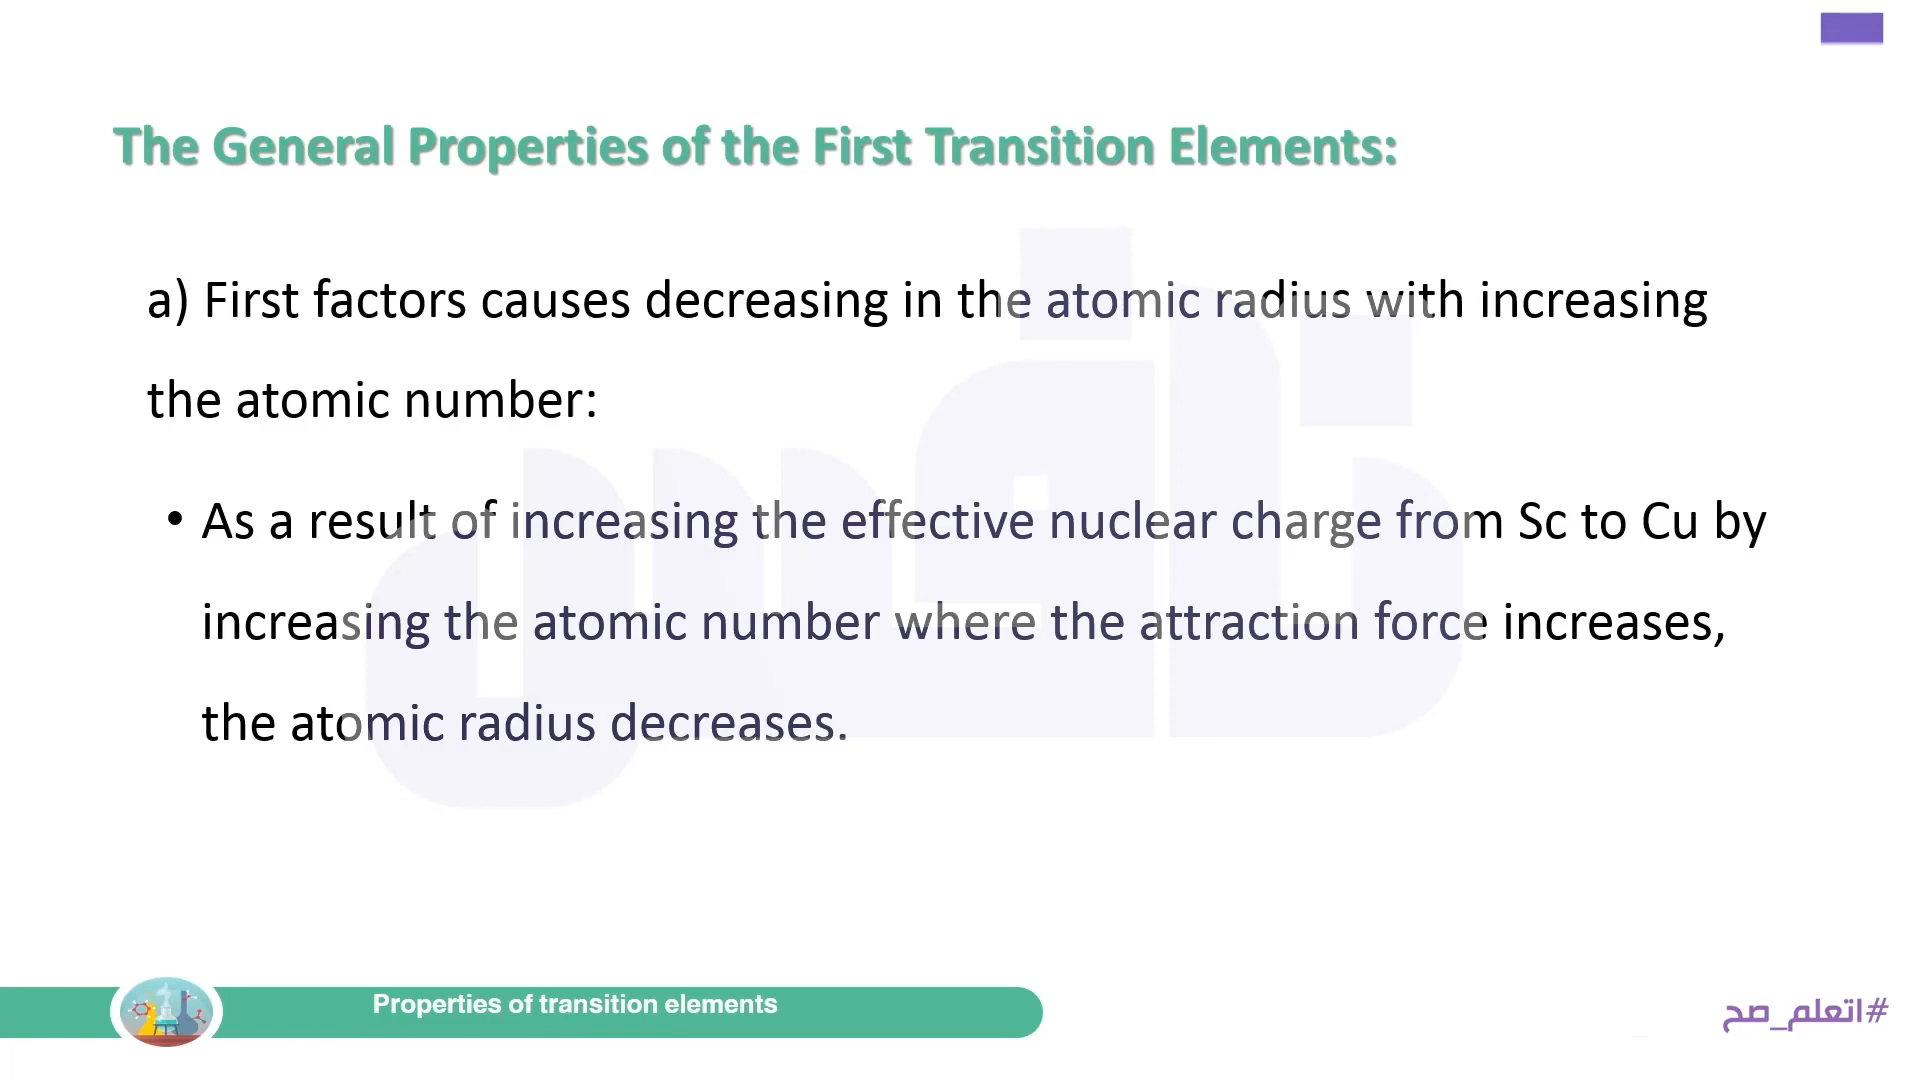 The General Properties of the First Transition Elements:
a) First factors causes decreasing in the atomic radius with increasing
the atomic number:
• As a result of increasing the effective nuclear charge from Sc to Cu by
increasing the atomic number where the attraction force increases,
the atomic radius decreases.
Properties of transition elements
#اتعلم_صح